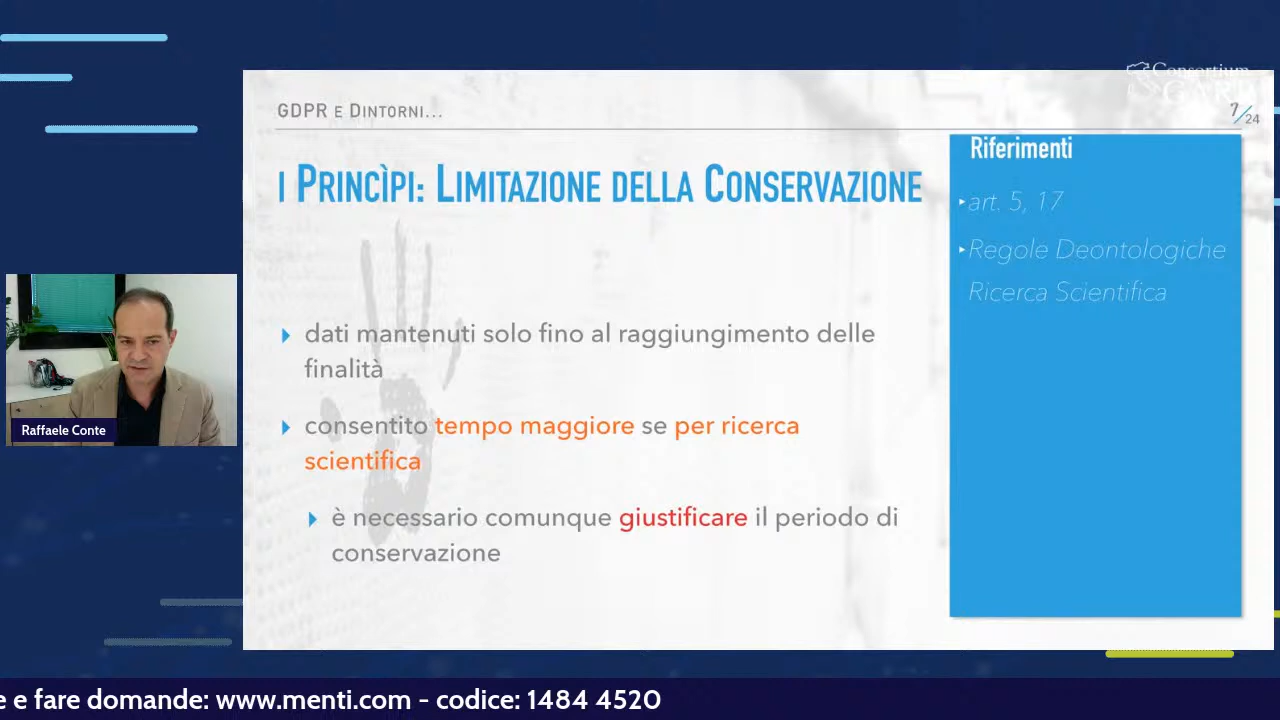 Consortium
GARR
GDPR e Dintorni...
7/24
I Princìpi: Limitazione della Conservazione
dati mantenuti solo fino al raggiungimento delle
finalità
consentito tempo maggiore se per ricerca
scientifica
è necessario comunque giustificare il periodo di
conservazione
Riferimenti
art. 5, 17
Regole Deontologiche
Ricerca Scientifica
Raffaele Conte
e e fare domande: www.menti.com - codice: 1484 4520